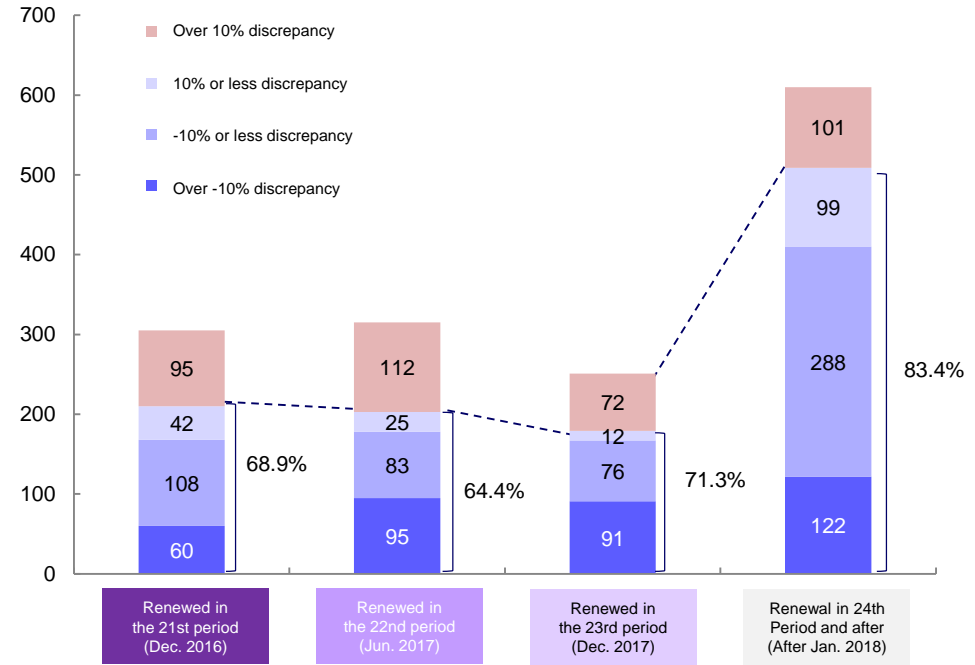 700
600
500
400
300
200
100
0
Over 10% discrepancy
10% or less discrepancy
-10% or less discrepancy
Over -10% discrepancy
95
42
108
60
68.9%
112
25
83
95
64.4%
72
12
76
91
71.3%
101
99
288
122
83.4%
Renewed in
the 21st period
(Dec. 2016)
Renewed in
the 22nd period
(Jun. 2017)
Renewed in
the 23rd period
(Dec. 2017)
Renewal in 24th
Period and after
(After Jan. 2018)